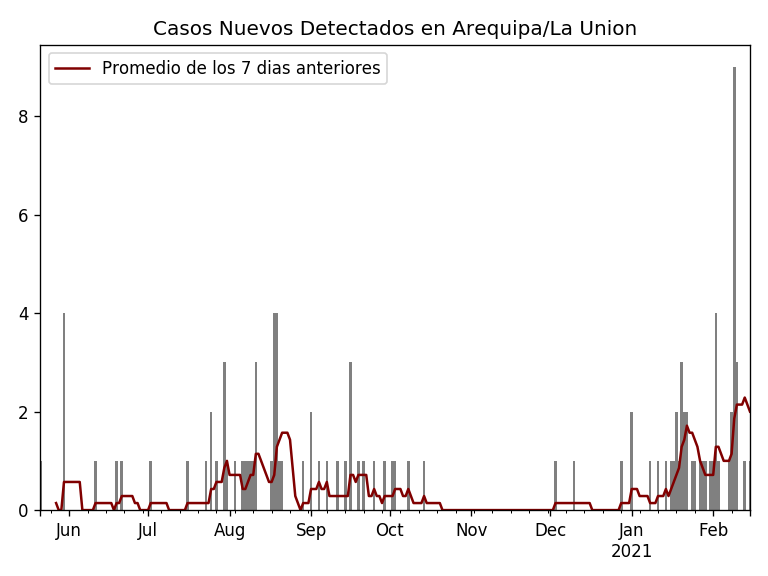 Casos Nuevos Detectados en Arequipa/La Union
Promedio de los 7 dias anteriores
8
6
4
2
0
Jun Jul Aug Sep Oct Nov Dec Jan Feb
2021